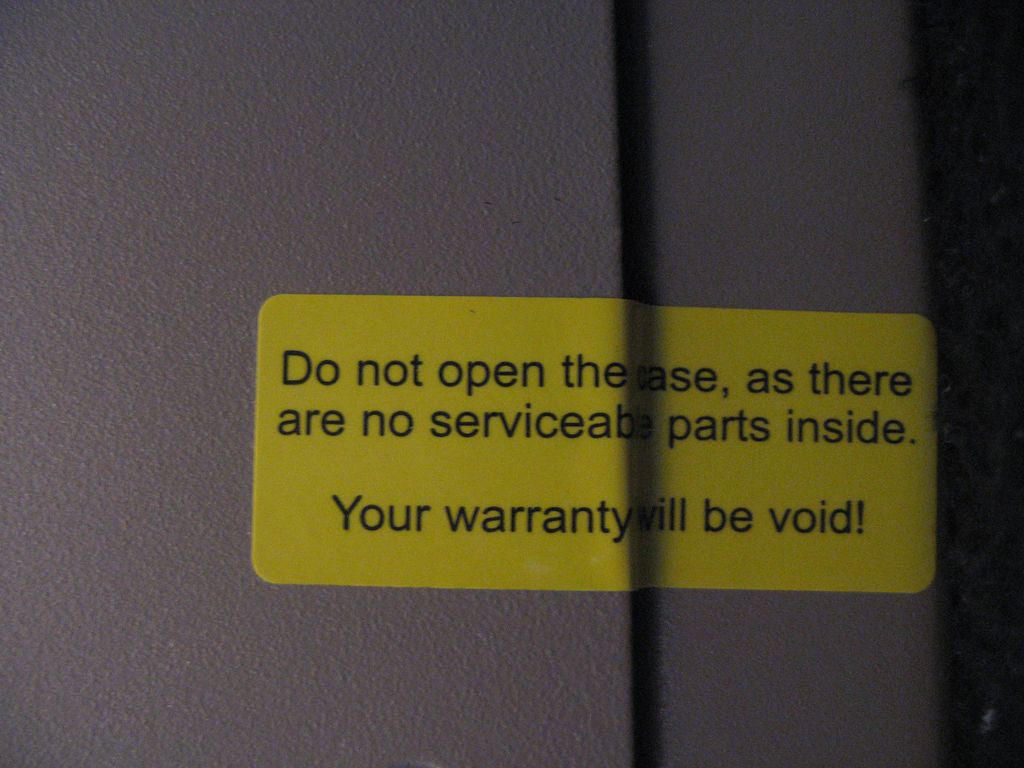 Do not open the case, as there
are no serviceable parts inside.
Your warranty will be void!